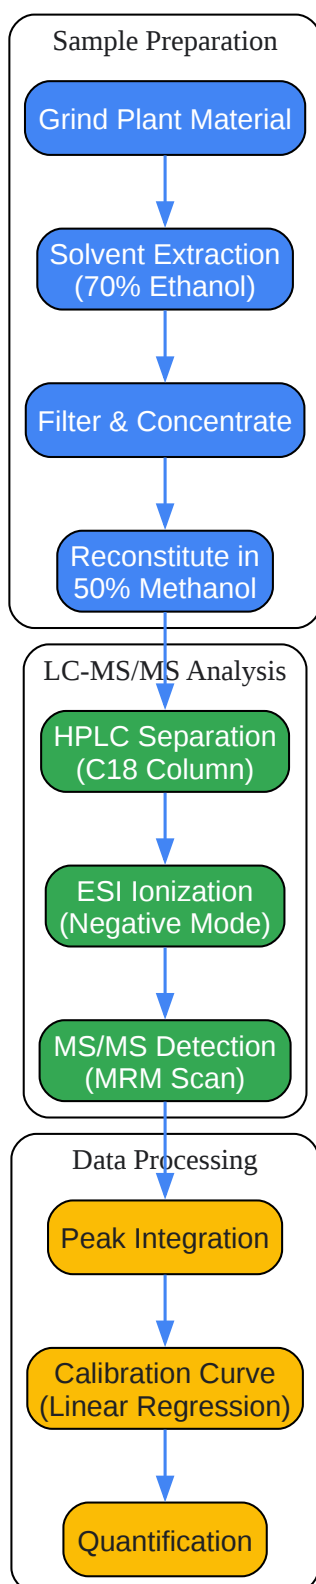 Sample Preparation
Grind Plant Material
Solvent Extraction
(70% Ethanol)
Filter & Concentrate
Reconstitute in
50% Methanol
LC-MS/MS Analysis
HPLC Separation
(C18 Column)
ESI Ionization
(Negative Mode)
MS/MS Detection
(MRM Scan)
Data Processing
Peak Integration
Calibration Curve
(Linear Regression)
Quantification